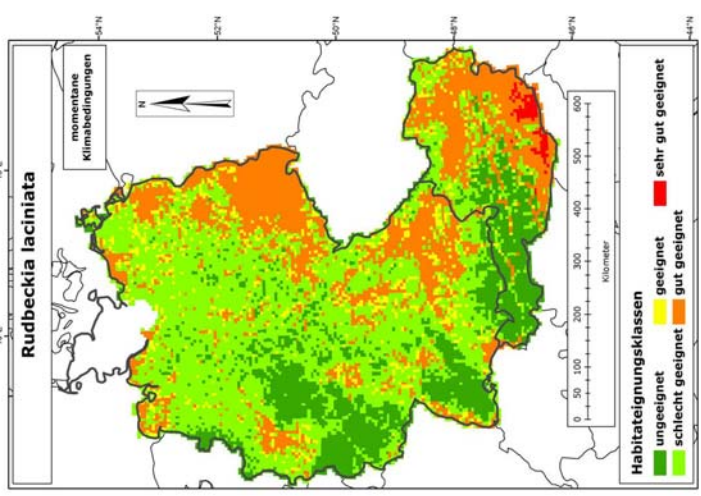 Rudbeckia laciniata
momentane
Klimabedingungen
N
54°N
52°N
50°N
48°N
46°N
44°N
0 50 100 200 300 400 500 600
Kilometer
Habitateignungsklassen
ungeeignet
geeignet
sehr gut geeignet
schlecht geeignet
gut geeignet